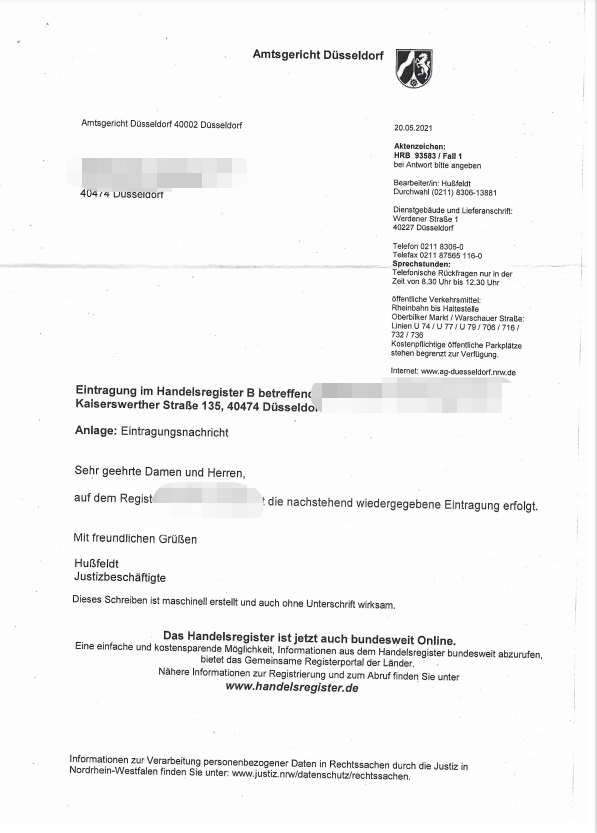 Amtsgericht Düsseldorf
Amtsgericht Düsseldorf 40002 Düsseldorf
40474 Düsseldorf
20.05.2021
Aktenzeichen:
HRB 93583 / Fall 1
bei Antwort bitte angeben
Bearbeiter/in: Hußfeldt
Durchwahl (0211) 8306-13881
Dienstgebäude und Lieferanschrift:
Werdener Straße 1
40227 Düsseldorf
Telefon 0211 8306-0
Telefax 0211 87565 116-0
Sprechstunden:
Telefonische Rückfragen nur in der
Zeit von 8.30 Uhr bis 12.30 Uhr
öffentliche Verkehrsmittel:
Rheinbahn bis Haltestelle
Oberbilker Markt / Warschauer Straße:
Linien U 74 / U 77 / U 79 / 706 / 716 /
732 / 736
Kostenpflichtige öffentliche Parkplätze
stehen begrenzt zur Verfügung.
Internet: www.ag-duesseldorf.nrw.de
Eintragung im Handelsregister B betreffend
Kaiserswerther Straße 135, 40474 Düsseldor
Anlage: Eintragungsnachricht
Sehr geehrte Damen und Herren,
auf dem Regist t die nachstehend wiedergegebene Eintragung erfolgt.
Mit freundlichen Grüßen
Hußfeldt
Justizbeschäftigte
Dieses Schreiben ist maschinell erstellt und auch ohne Unterschrift wirksam.
Das Handelsregister ist jetzt auch bundesweit Online.
Eine einfache und kostensparende Möglichkeit, Informationen aus dem Handelsregister bundesweit abzurufen,
bietet das Gemeinsame Registerportal der Länder.
Nähere Informationen zur Registrierung und zum Abruf finden Sie unter
www.handelsregister.de
Informationen zur Verarbeitung personenbezogener Daten in Rechtssachen durch die Justiz in
Nordrhein-Westfalen finden Sie unter: www.justiz.nrw/datenschutz/rechtssachen.